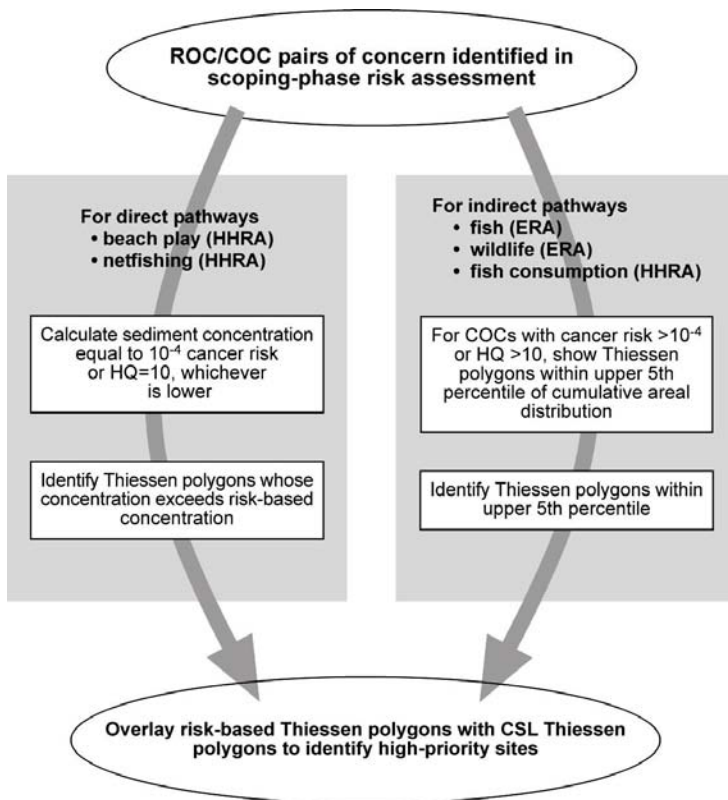 ROC/COC pairs of concern identified in
scoping-phase risk assessment
For direct pathways
• beach play (HHRA)
• netfishing (HHRA)
Calculate sediment concentration
equal to 10⁻⁴ cancer risk
or HQ=10, whichever
is lower
Identify Thiessen polygons whose
concentration exceeds risk-based
concentration
For indirect pathways
• fish (ERA)
• wildlife (ERA)
• fish consumption (HHRA)
For COCs with cancer risk >10⁻⁴
or HQ >10, show Thiessen
polygons within upper 5th
percentile of cumulative areal
distribution
Identify Thiessen polygons within
upper 5th percentile
Overlay risk-based Thiessen polygons with CSL Thiessen
polygons to identify high-priority sites